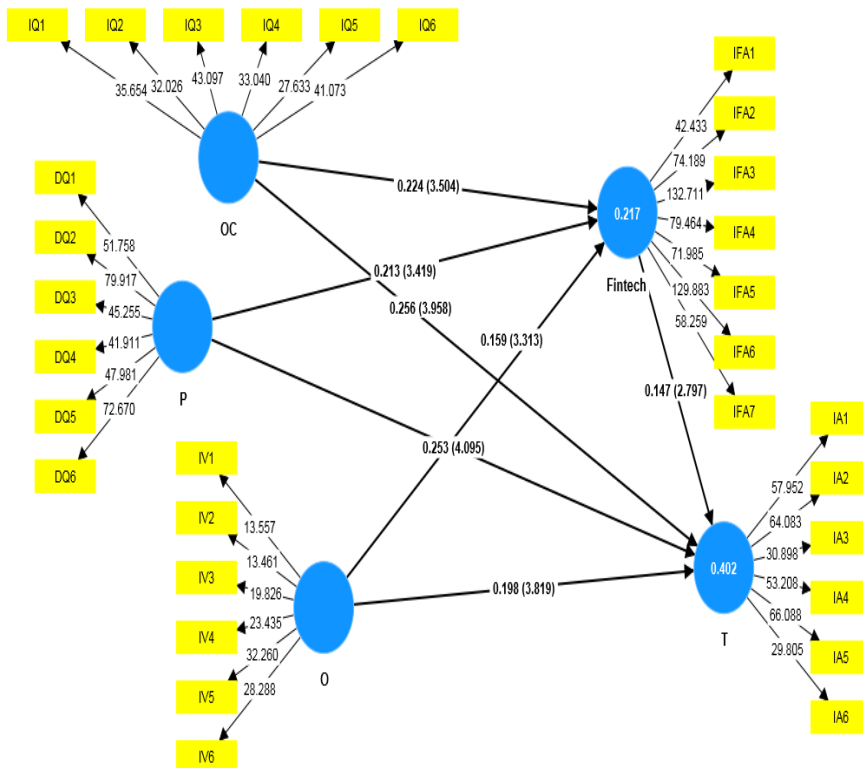 IQ1
IQ2
IQ3
IQ4
IQ5
IQ6
35.654
32.026
43.097
33.040
27.633
41.073
OC
DQ1
DQ2
DQ3
DQ4
DQ5
DQ6
51.758
79.917
45.255
41.911
47.981
72.670
P
IV1
IV2
IV3
IV4
IV5
IV6
13.557
13.461
19.826
23.435
32.260
28.288
O
0.224 (3.504)
0.213 (3.419)
0.256 (3.958)
0.159 (3.313)
0.253 (4.095)
0.198 (3.819)
0.147 (2.797)
0.217
Fintech
IFA1
IFA2
IFA3
IFA4
IFA5
IFA6
IFA7
42.433
74.189
132.711
79.464
71.985
129.883
58.259
0.402
T
IA1
IA2
IA3
IA4
IA5
IA6
57.952
64.083
30.898
53.208
66.088
29.805